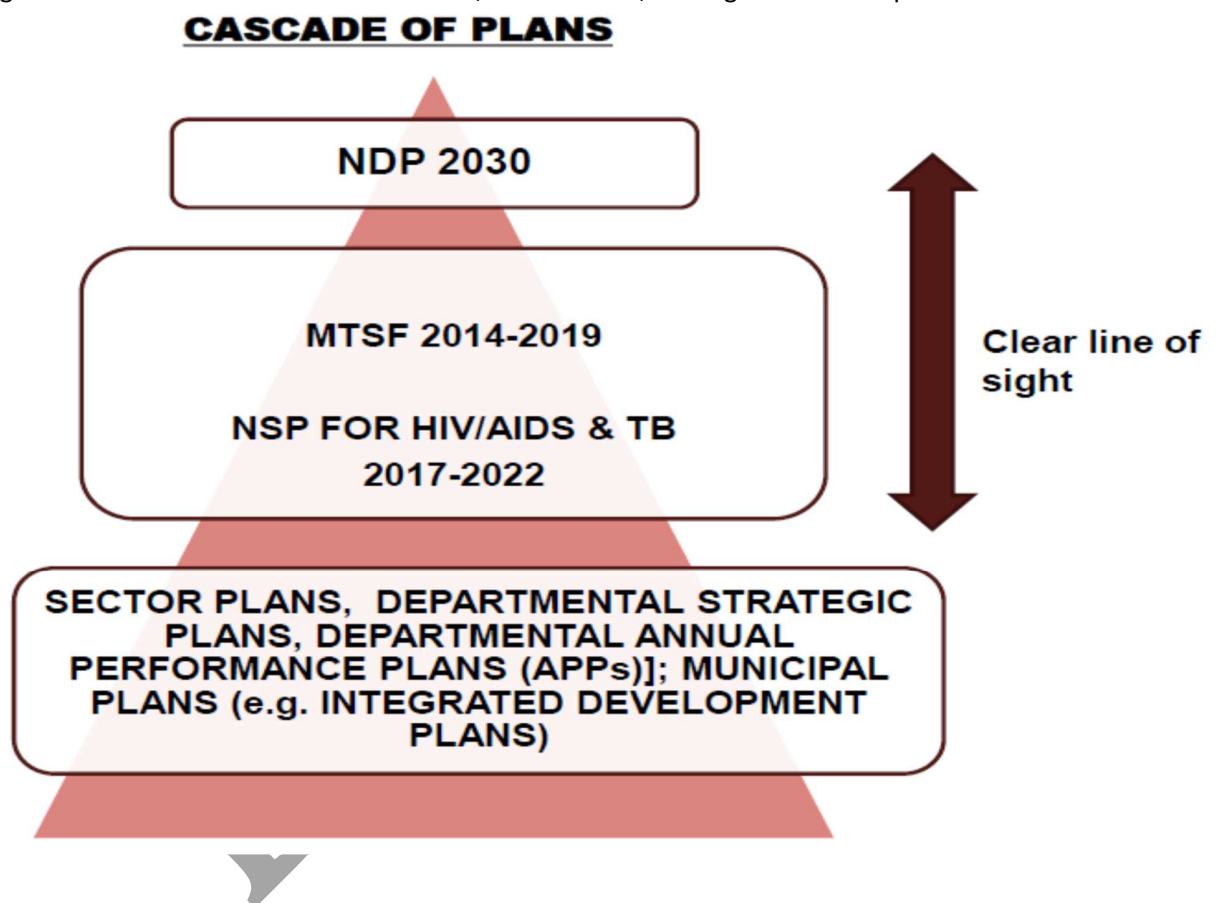 CASCADE OF PLANS
NDP 2030
MTSF 2014-2019
NSP FOR HIV/AIDS & TB
2017-2022
Clear line of
sight
SECTOR PLANS, DEPARTMENTAL STRATEGIC
PLANS, DEPARTMENTAL ANNUAL
PERFORMANCE PLANS (APPs)]; MUNICIPAL
PLANS (e.g. INTEGRATED DEVELOPMENT
PLANS)